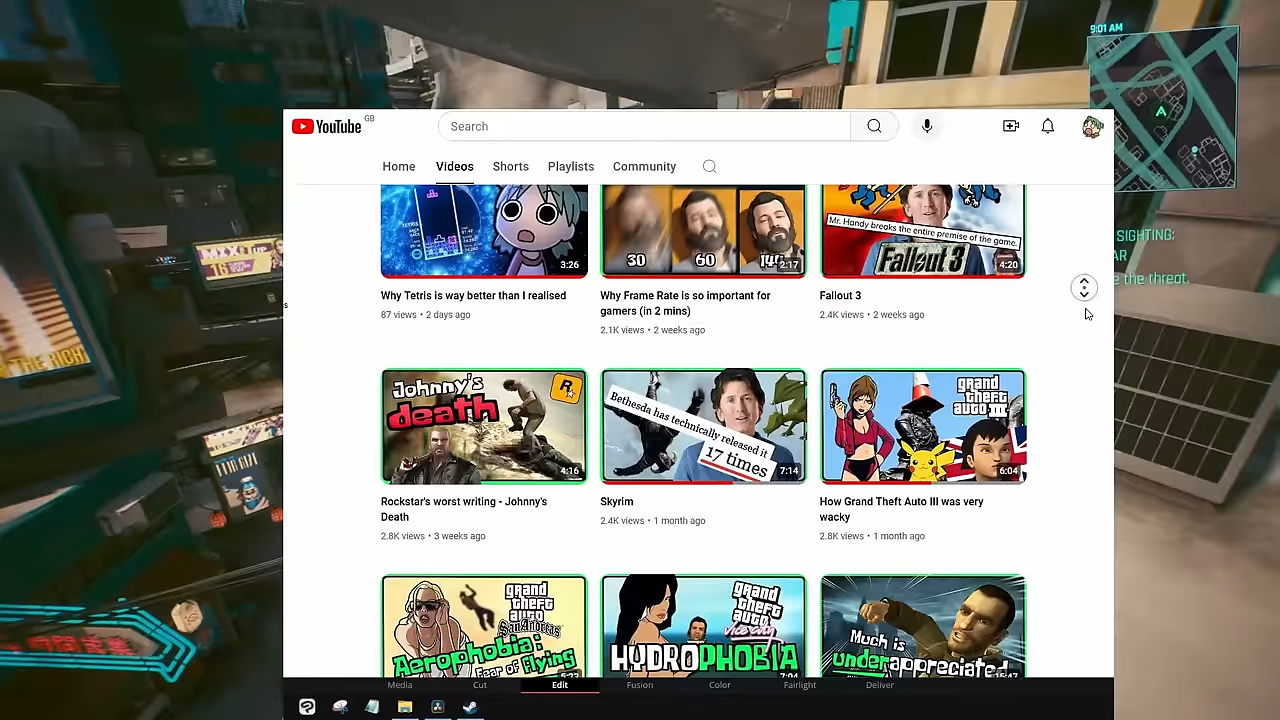 9:01 AM
YouTube GB
Search
Home Videos Shorts Playlists Community
30 60
3:26
2:17
Mr. Handy breaks the entire premise of the game.
Fallout 3
4:20
Why Tetris is way better than I realised
87 views • 2 days ago
Why Frame Rate is so important for
gamers (in 2 mins)
2.1K views • 2 weeks ago
Fallout 3
2.4K views • 2 weeks ago
SIGHTING:
AR
e the threat.
THE RICH
Johnny's
death
R
4:16
Bethesda has technically released it
17 times
7:14
grand
theft
auto III
6:04
Rockstar's worst writing - Johnny's
Death
2.8K views • 3 weeks ago
Skyrim
2.4K views • 1 month ago
How Grand Theft Auto III was very
wacky
2.8K views • 1 month ago
grand
theft
auto
San Andreas
Aerophobia:
Fear of Flying
grand
theft
auto
Vice City
HYDROPHOBIA
Much is
underappreciated
Media Cut Edit Fusion Color Fairlight Deliver